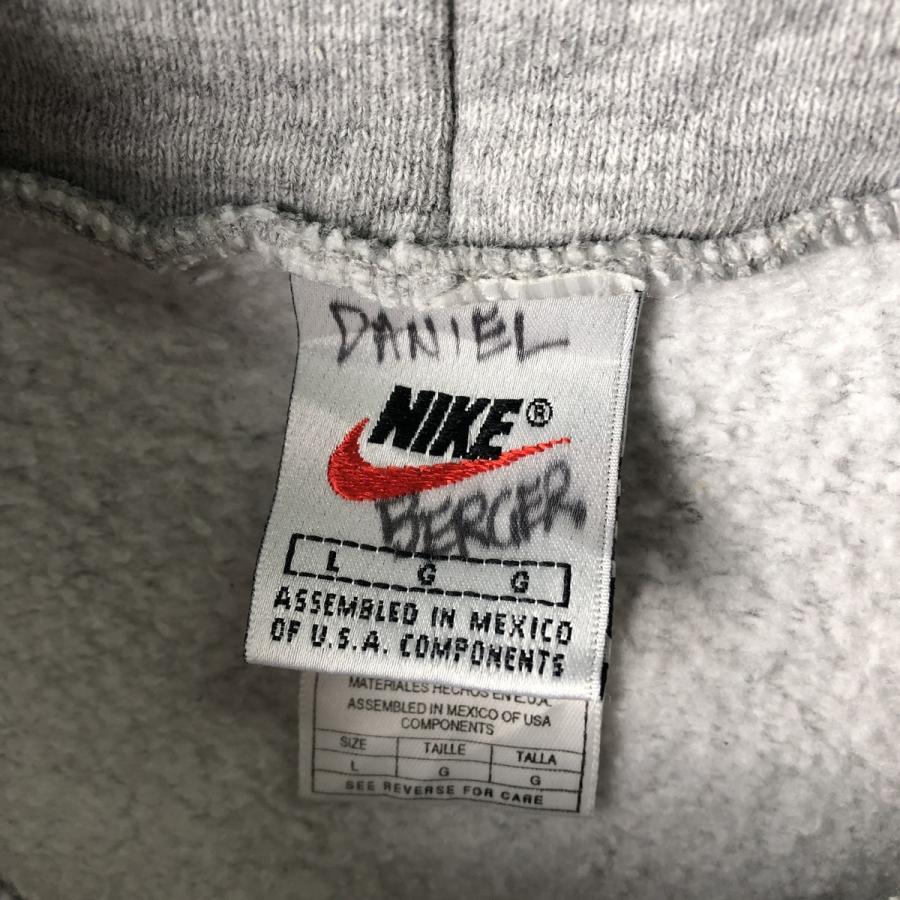 DANIEL
NIKE®
BERGER
L G G
ASSEMBLED IN MEXICO
OF U.S.A. COMPONENTS
MATERIALES HECHOS EN E.U.A.
ASSEMBLED IN MEXICO OF USA
COMPONENTS
SIZE TAILLE TALLA
L G G
SEE REVERSE FOR CARE